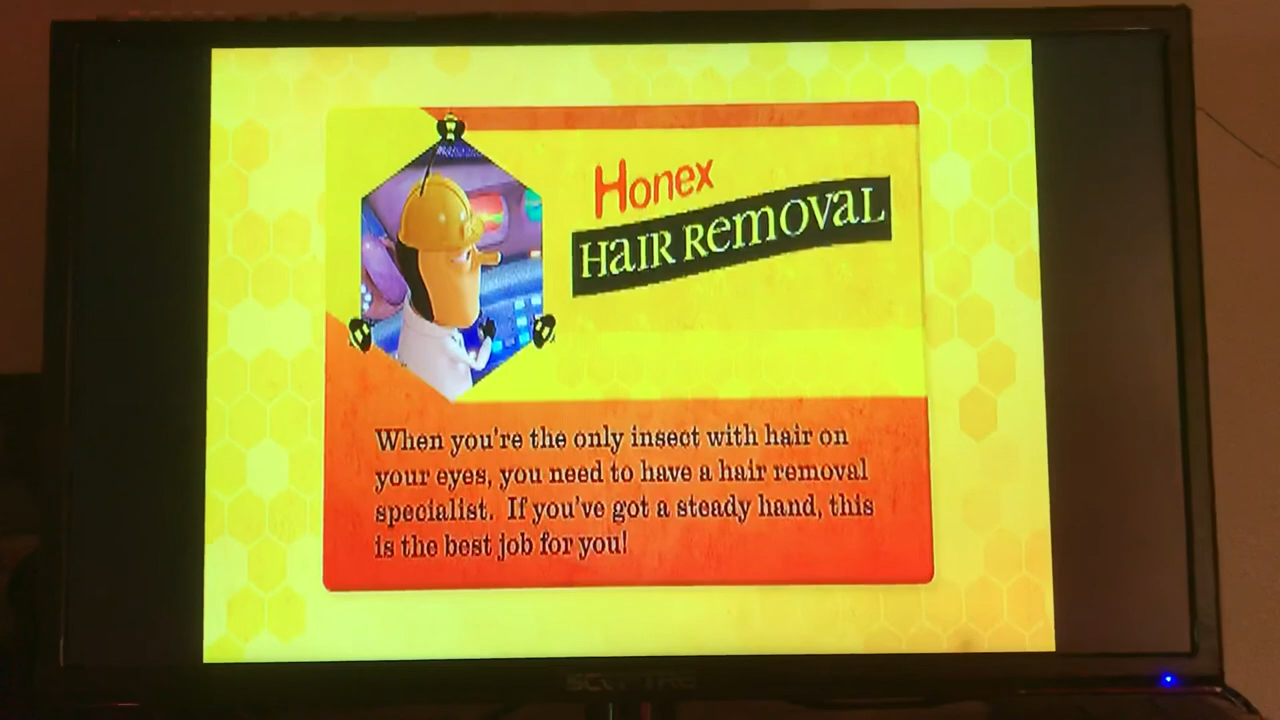 Honex
HAIR REMOVAL
When you're the only insect with hair on
your eyes, you need to have a hair removal
specialist. If you've got a steady hand, this
is the best job for you!
SCEPTRE